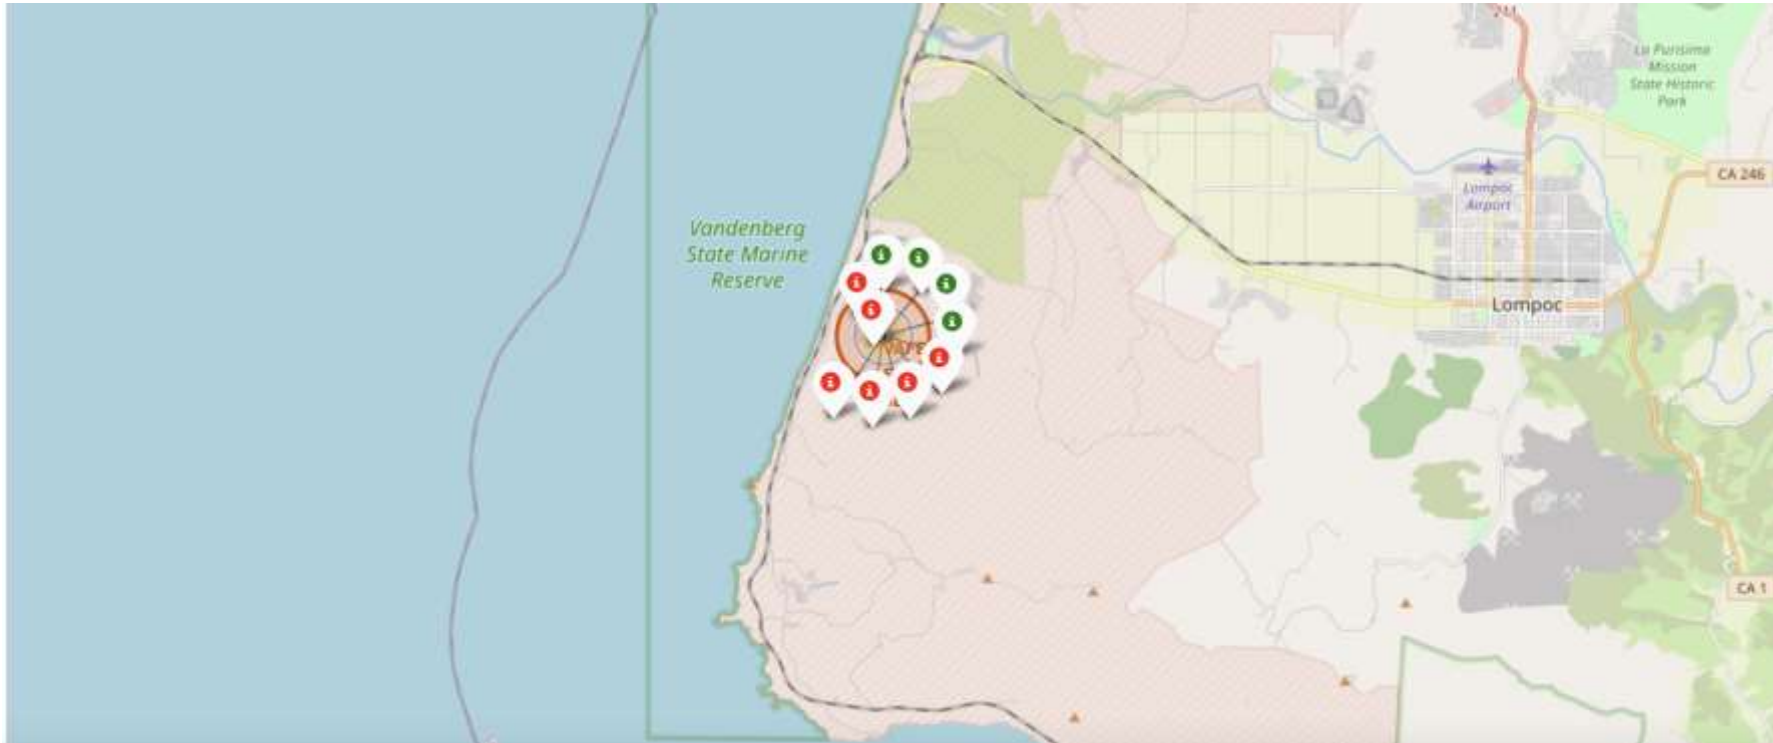 La Purisima
Mission
State Historic
Park
CA 246
Lompoc
Airport
Vandenberg
State Marine
Reserve
Lompoc
CA 1